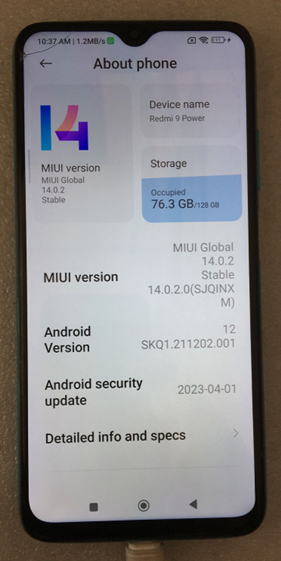 10:37 AM | 1.2MB/s
About phone
14
MIUI version
MIUI Global
14.0.2
Stable
Device name
Redmi 9 Power
Storage
Occupied
76.3 GB/128 GB
MIUI version
MIUI Global
14.0.2
Stable
14.0.2.0(SJQINX
M)
Android
Version
12
SKQ1.211202.001
Android security
update
2023-04-01
Detailed info and specs